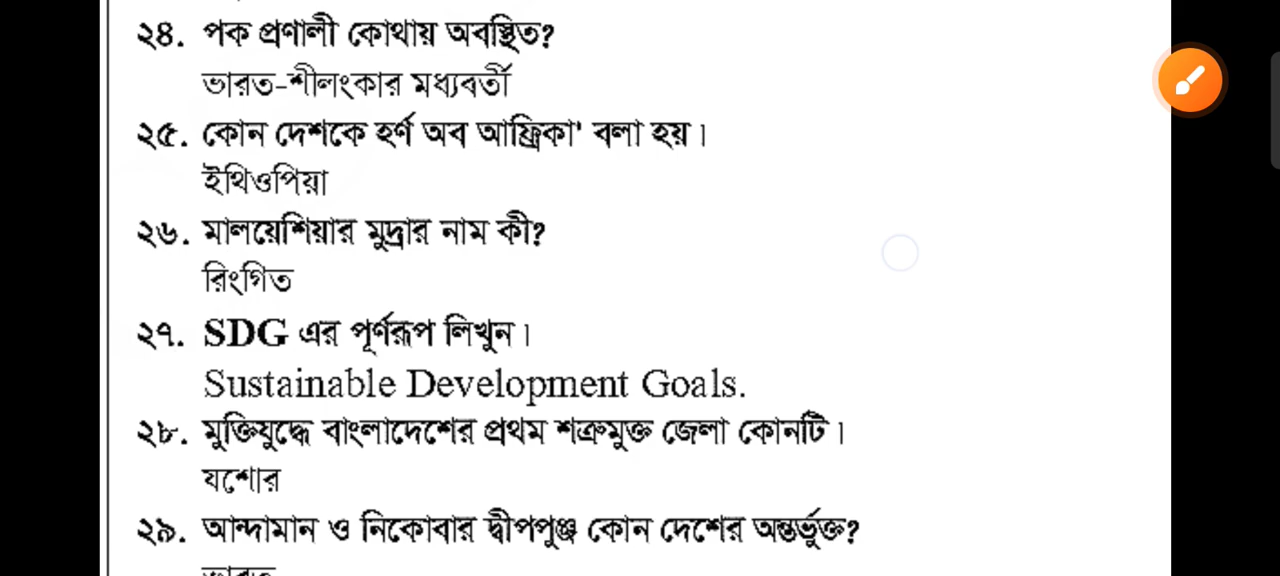 ২৪. পক প্রণালী কোথায় অবস্থিত?
ভারত-শীলংকার মধ্যবর্তী
২৫. কোন দেশকে হর্ণ অব আফ্রিকা' বলা হয়।
ইথিওপিয়া
২৬. মালয়েশিয়ার মুদ্রার নাম কী?
রিংগিত
২৭. SDG এর পূর্ণরূপ লিখুন।
Sustainable Development Goals.
২৮. মুক্তিযুদ্ধে বাংলাদেশের প্রথম শত্রুমুক্ত জেলা কোনটি।
যশোর
২৯. আন্দামান ও নিকোবার দ্বীপপুঞ্জ কোন দেশের অন্তর্ভুক্ত?
ভারত